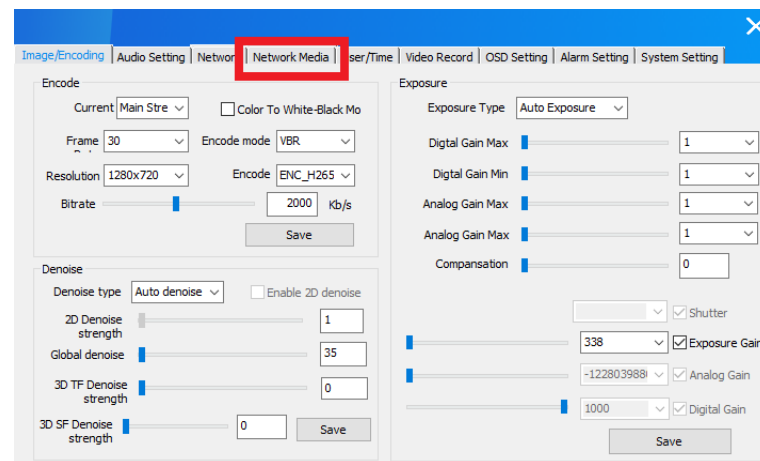 Image/Encoding Audio Setting Networ Network Media ser/Time Video Record OSD Setting Alarm Setting System Setting
Encode
Current Main Stre Color To White-Black Mo
Frame 30 Encode mode VBR
Resolution 1280x720 Encode ENC_H265
Bitrate 2000 Kb/s
Save
Denoise
Denoise type Auto denoise Enable 2D denoise
2D Denoise strength 1
Global denoise 35
3D TF Denoise strength 0
3D SF Denoise strength 0 Save
Exposure
Exposure Type Auto Exposure
Digtal Gain Max 1
Digtal Gain Min 1
Analog Gain Max 1
Analog Gain Max 1
Compansation 0
Shutter
338 Exposure Gain
-122803988 Analog Gain
1000 Digital Gain
Save